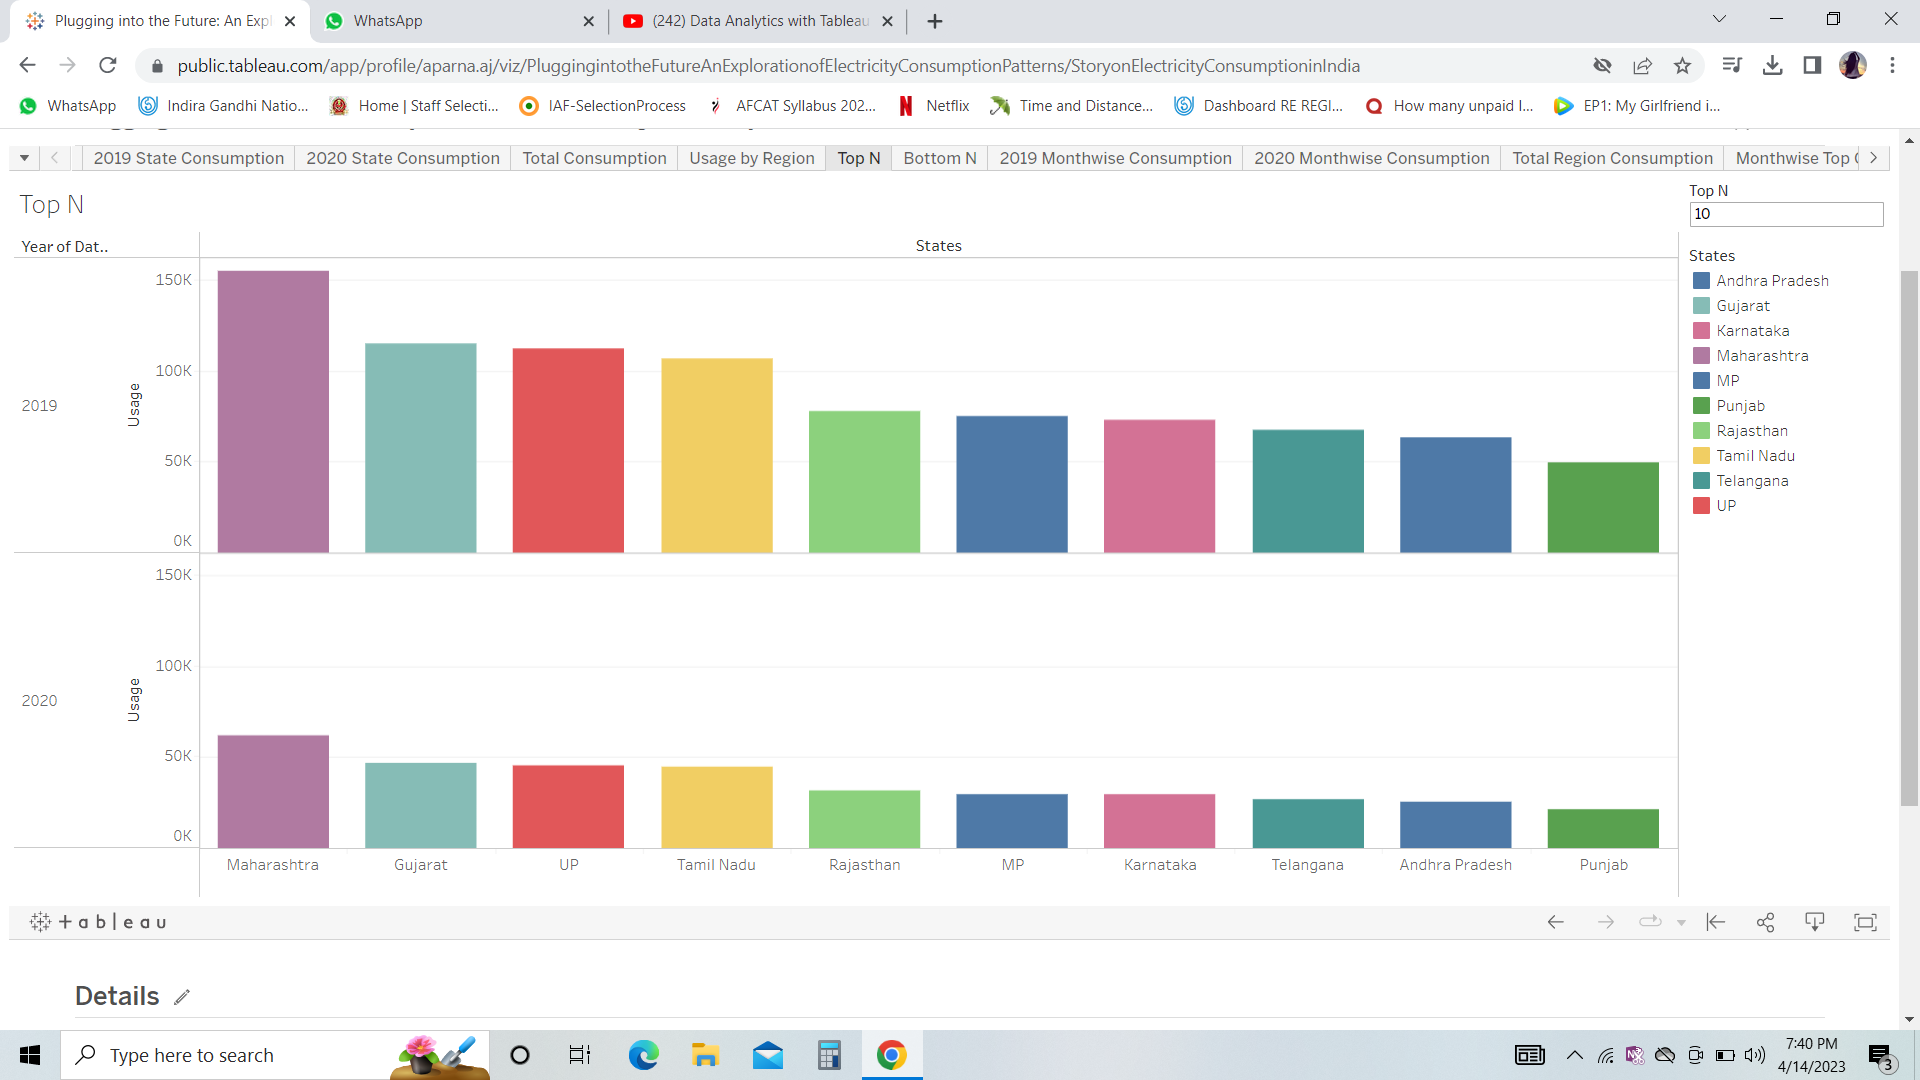 Plugging into the Future: An Expl
WhatsApp
(242) Data Analytics with Tableau
public.tableau.com/app/profile/aparna.aj/viz/PluggingintotheFutureAnExplorationofElectricityConsumptionPatterns/StoryonElectricityConsumptioninIndia
WhatsApp
Indira Gandhi Natio...
Home | Staff Selecti...
IAF-SelectionProcess
AFCAT Syllabus 202...
Netflix
Time and Distance...
Dashboard RE REGI...
How many unpaid I...
EP1: My Girlfriend i...
2019 State Consumption
2020 State Consumption
Total Consumption
Usage by Region
Top N
Bottom N
2019 Monthwise Consumption
2020 Monthwise Consumption
Total Region Consumption
Monthwise Top
Top N
Top N
10
Year of Dat..
States
States
Andhra Pradesh
Gujarat
Karnataka
Maharashtra
MP
Punjab
Rajasthan
Tamil Nadu
Telangana
UP
2019
Usage
150K
100K
50K
0K
2020
Usage
150K
100K
50K
0K
Maharashtra
Gujarat
UP
Tamil Nadu
Rajasthan
MP
Karnataka
Telangana
Andhra Pradesh
Punjab
+ a b | e a u
Details
Type here to search
7:40 PM
4/14/2023
3